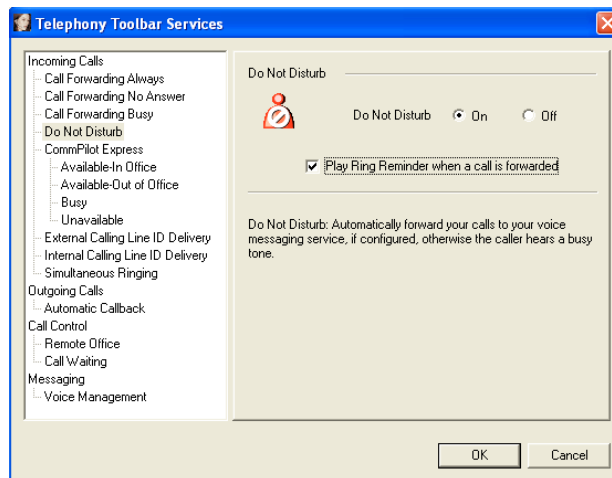 Telephony Toolbar Services
Incoming Calls
Call Forwarding Always
Call Forwarding No Answer
Call Forwarding Busy
Do Not Disturb
CommPilot Express
Available-In Office
Available-Out of Office
Busy
Unavailable
External Calling Line ID Delivery
Internal Calling Line ID Delivery
Simultaneous Ringing
Outgoing Calls
Automatic Callback
Call Control
Remote Office
Call Waiting
Messaging
Voice Management
Do Not Disturb
Do Not Disturb On Off
Play Ring Reminder when a call is forwarded
Do Not Disturb: Automatically forward your calls to your voice
messaging service, if configured, otherwise the caller hears a busy
tone.
OK Cancel